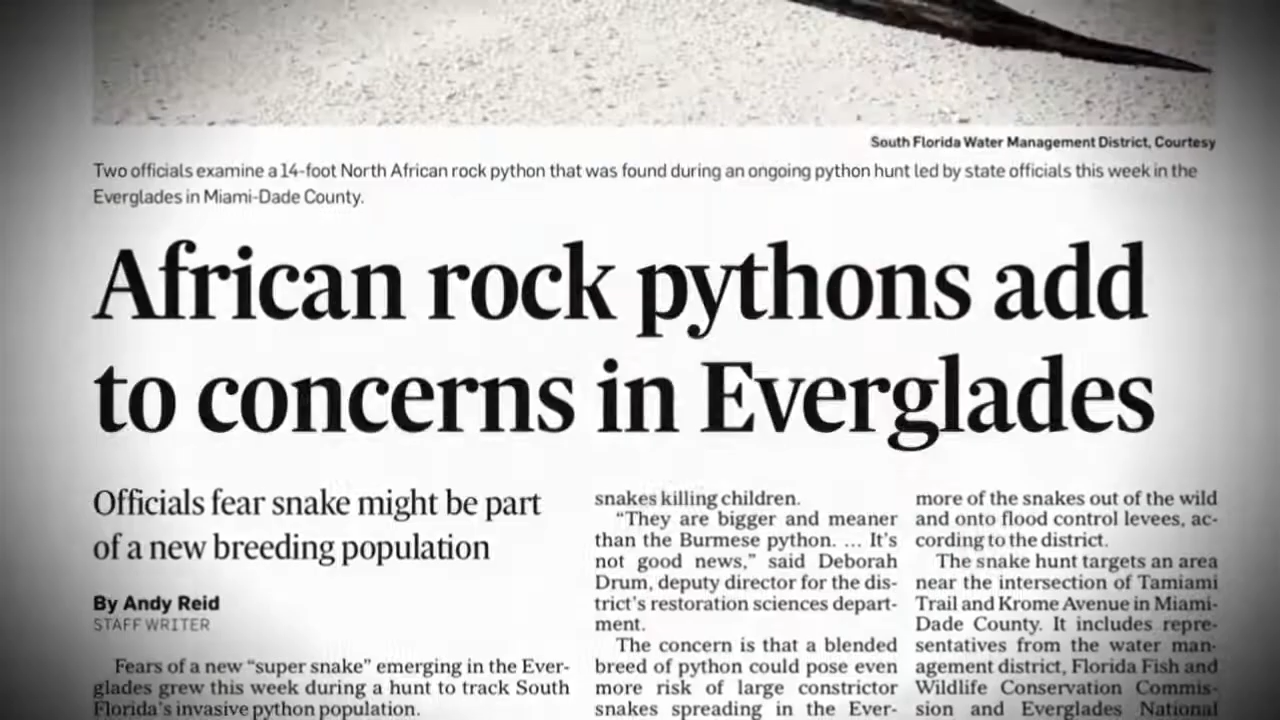 South Florida Water Management District, Courtesy
Two officials examine a 14-foot North African rock python that was found during an ongoing python hunt led by state officials this week in the
Everglades in Miami-Dade County.
African rock pythons add
to concerns in Everglades
Officials fear snake might be part
of a new breeding population
By Andy Reid
STAFF WRITER
Fears of a new “super snake” emerging in the Ever-
glades grew this week during a hunt to track South
Florida’s invasive python population.
snakes killing children.
“They are bigger and meaner
than the Burmese python. ... It’s
not good news,” said Deborah
Drum, deputy director for the dis-
trict’s restoration sciences depart-
ment.
The concern is that a blended
breed of python could pose even
more risk of large constrictor
snakes spreading in the Ever-
more of the snakes out of the wild
and onto flood control levees, ac-
cording to the district.
The snake hunt targets an area
near the intersection of Tamiami
Trail and Krome Avenue in Miami-
Dade County. It includes repre-
sentatives from the water man-
agement district, Florida Fish and
Wildlife Conservation Commis-
sion and Everglades National